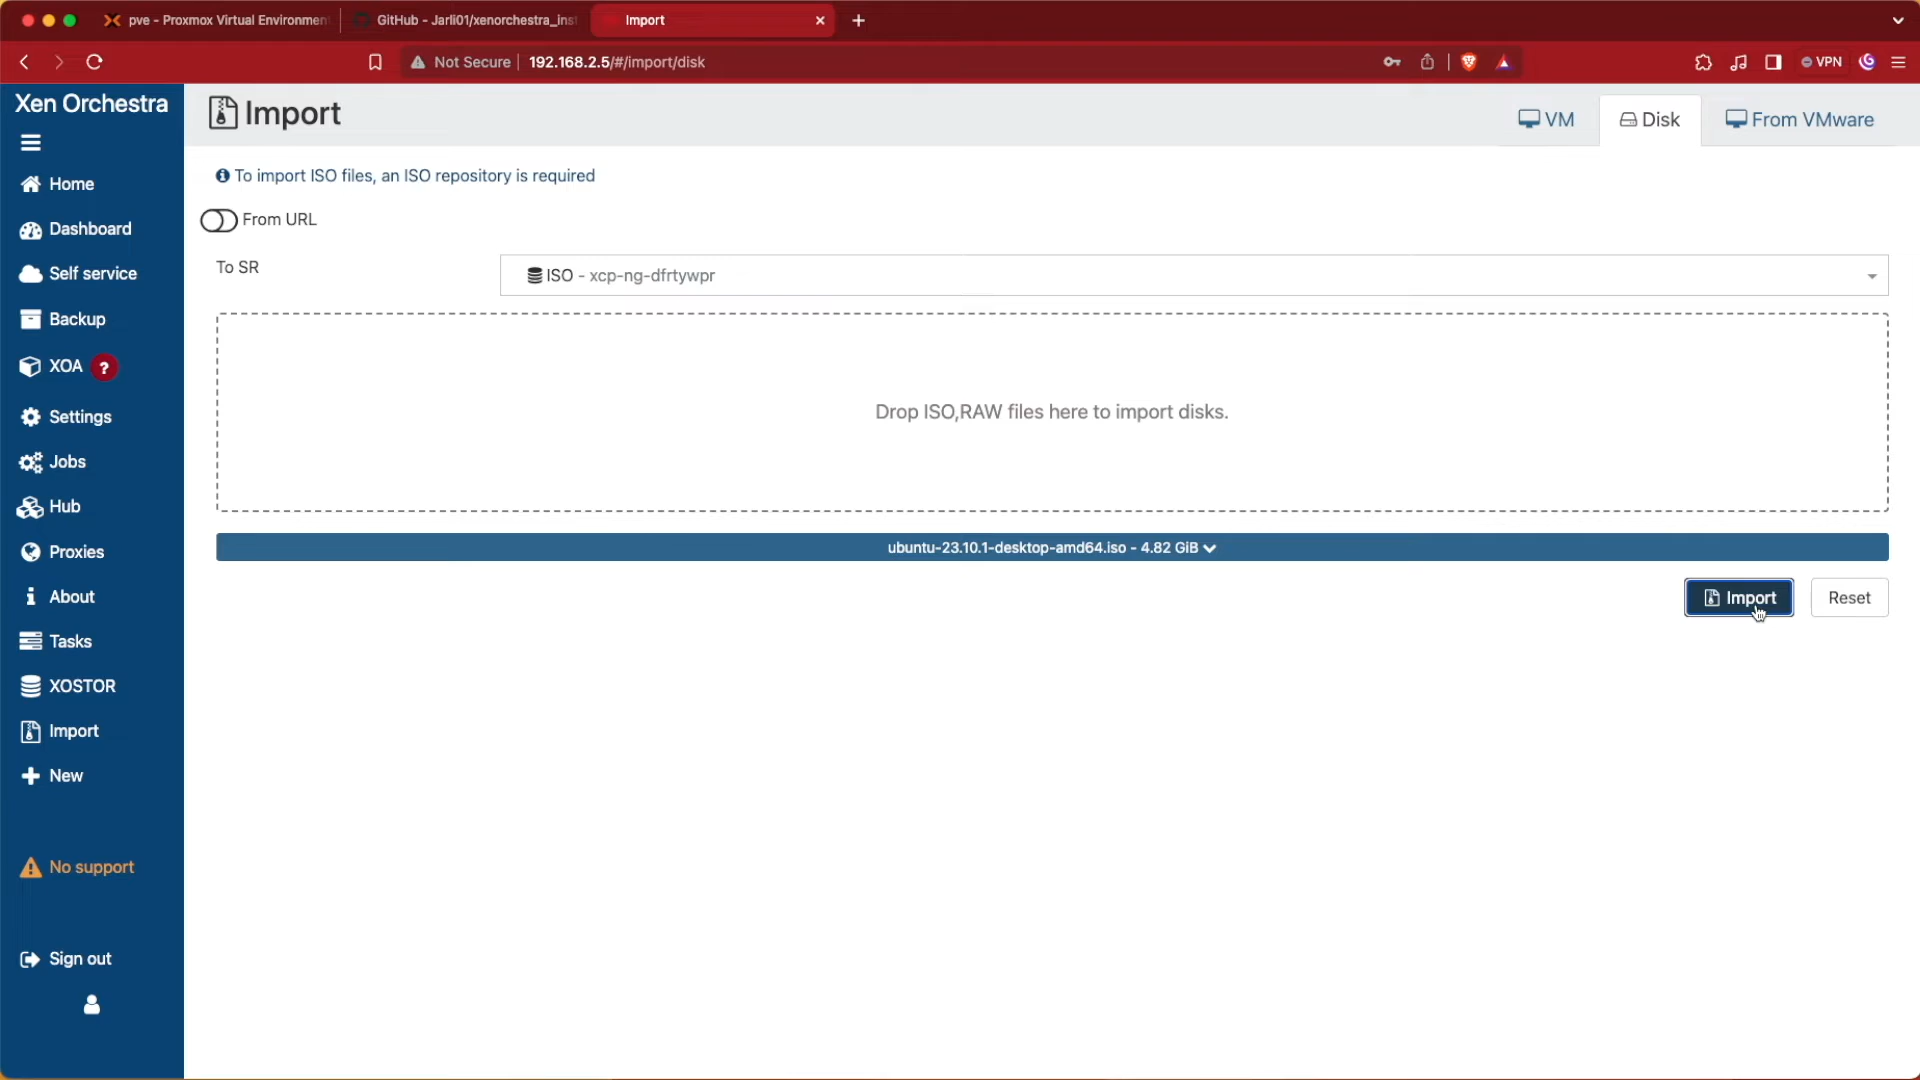 pve - Proxmox Virtual Environmen
GitHub - Jarli01/xenorchestra_inst
Import
Not Secure
192.168.2.5/#/import/disk
VPN
Xen Orchestra
Import
VM
Disk
From VMware
Home
Dashboard
Self service
Backup
XOA ?
Settings
Jobs
Hub
Proxies
About
Tasks
XOSTOR
Import
New
No support
Sign out
To import ISO files, an ISO repository is required
From URL
To SR
ISO - xcp-ng-dfrtywpr
Drop ISO,RAW files here to import disks.
ubuntu-23.10.1-desktop-amd64.iso - 4.82 GiB
Import
Reset